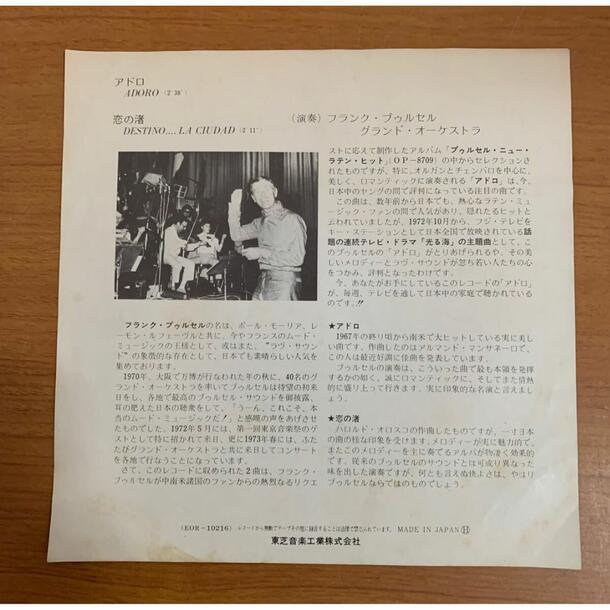 アドロ
ADORO (2′38″)
恋の渚
DESTINO.... LA CIUDAD (2′11″)
(演奏) フランク・プゥルセル
グランド・オーケストラ
フランク・プゥルセルの名は、ポール・モーリア、レ
ーモン・ルフェーヴルと共に、今やフランスのムード・
ミュージックの王様として、或はまた、“ラヴ・サウン
ド”の象徴的な存在として、日本でも素晴らしい人気を
集めております。
1970年、大阪で万博が行なわれた年の秋に、40名のグ
ランド・オーケストラを率いてプゥルセルは待望の初来
日をし、各地で最高のプゥルセル・サウンドを御披露、
耳の肥えた日本の聴衆をして、「うーん、これこそ、本
当のムード・ミュージックだ！」と感嘆の声をあげさせ
たものでした。1972年5月には、第一回東京音楽祭のゲ
ストとして特に招かれて来日、更に1973年春には、ふた
たびグランド・オーケストラと共に来日してコンサート
を各地で行なうことになっています。
さて、このレコードに収められた2曲は、フランク・
プゥルセルが中南米諸国のファンからの熱烈なるリクエ
ストに応えて制作したアルバム「プゥルセル・ニュー・
ラテン・ヒット」(OP-8709)の中からセレクションさ
れたものですが、特に、オルガンとチェンバロを中心に、
美しく、ロマンティックに演奏される「アドロ」は、今、
日本中のヤングの間で評判になっている注目の曲です。
この曲は、数年前から日本でも、熱心なラテン・ミュ
ージック・ファンの間で人気があり、隠れたるヒットと
云われていましたが、1972年10月から、フジ・テレビを
キー・ステーションとして日本全国で放映されている話
題の連続テレビ・ドラマ「光る海」の主題曲として、こ
のプゥルセルの「アドロ」がとりあげられるや、その美
しいメロディーとラヴ・サウンドが忽ち若い人たちの心
をつかみ、評判となったわけです。
今、あなたがお手にしているこのレコードの「アドロ」
が、毎週、テレビを通して日本中の家庭で聴かれている
のです。!!
★アドロ
1967年の終り頃から南米で大ヒットしている実に美し
い曲です。作曲したのはアルマンド・マンサネーロで、
この人は最近好調に佳曲を発表しています。
プゥルセルの演奏は、こういった曲で最も本領を発揮
するかの如く、誠にロマンティックに、そしてまた情熱
的に盛り上って行きます。実に印象的な名演と言えまし
ょう。
★恋の渚
ハロルド・オロスコの作曲したものですが、一寸日本
の曲の様な印象を受けます。メロディーが実に魅力的で、
またこのメロディーを主に奏でるアルパが物凄く効果的
です。従来のプゥルセルのサウンドとは可成り異なった
味を出した演奏ですが、何とも言えぬ快よさは、やはり
プゥルセルならではのものでしょう。
(EOR-10216) レコードから無断でテープその他に録音することは法律で禁じられています。 MADE IN JAPAN Ⓗ
東芝音楽工業株式会社